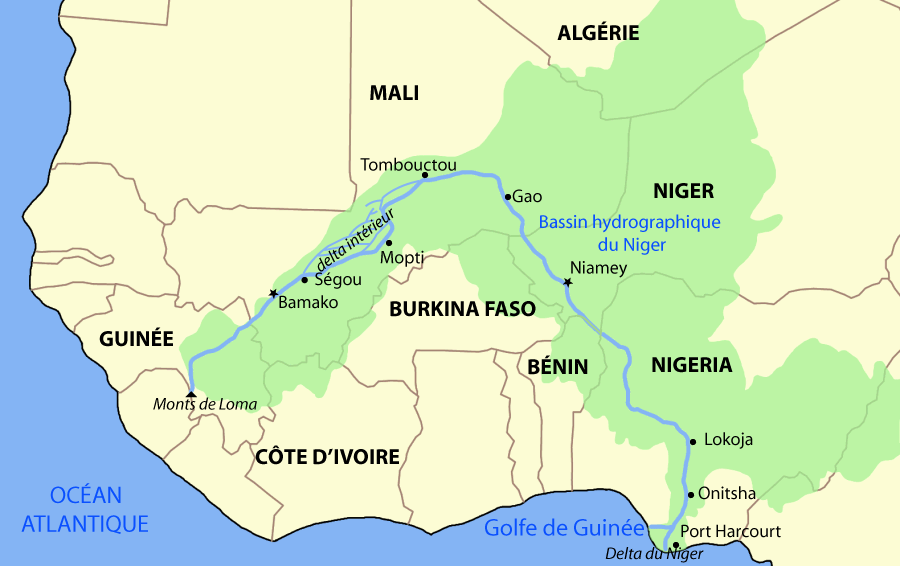 ALGÉRIE
MALI
Tombouctou
NIGER
Gao
Bassin hydrographique
du Niger
delta intérieur
Mopti
Niamey
Ségou
Bamako
BURKINA FASO
GUINÉE
BÉNIN
NIGERIA
Monts de Loma
Lokoja
CÔTE D'IVOIRE
OCÉAN
ATLANTIQUE
Onitsha
Golfe de Guinée
Port Harcourt
Delta du Niger